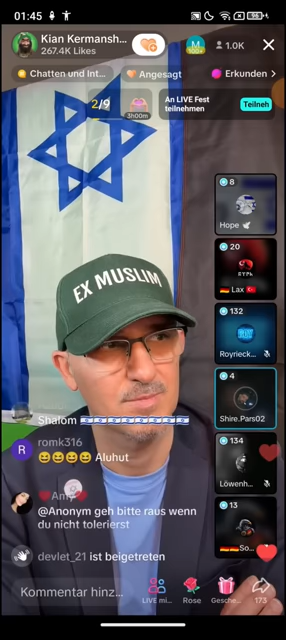 01:45
Kian Kermansh...
267.4K Likes
M
100+
1.0K
Chatten und Int...
Angesagt
Erkunden
2/9
3h00m
An LIVE Fest
teilnehmen
Teilneh
8
Hope
20
Lax
132
Royrieck...
4
Shire.Pars02
134
Löwenh...
13
So...
EX MUSLIM
Shalom
R
romk316
Aluhut
Amy
@Anonym geh bitte raus wenn
du nicht tolerierst
devlet_21 ist beigetreten
Kommentar hinz...
LIVE mi...
Rose
Gesche...
173